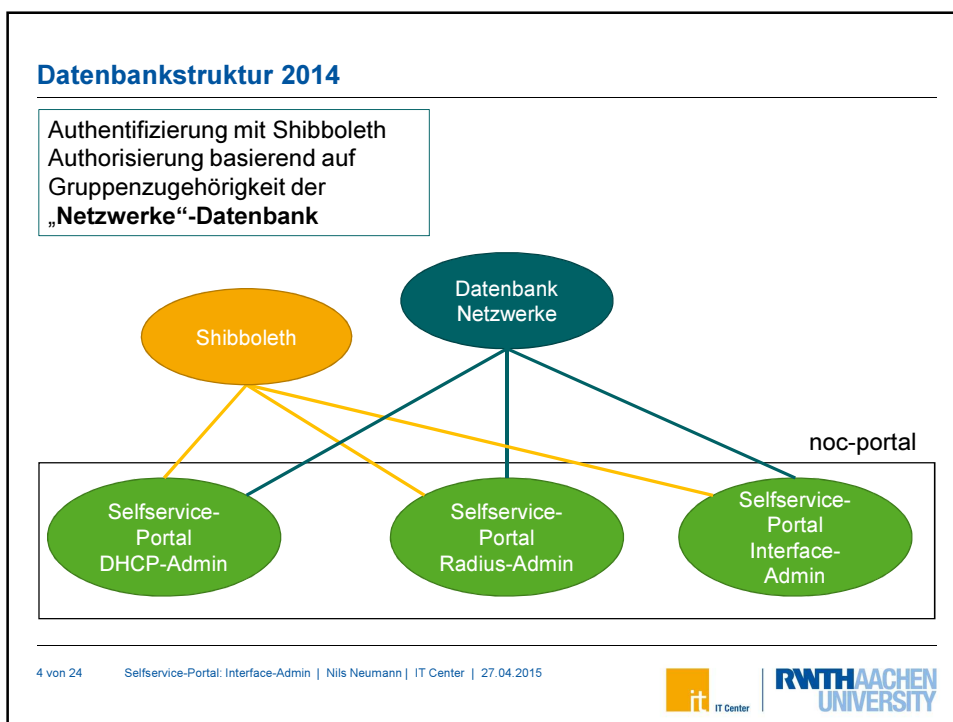 Datenbankstruktur 2014
Authentifizierung mit Shibboleth
Authorisierung basierend auf
Gruppenzugehörigkeit der
„Netzwerke“-Datenbank
Datenbank
Netzwerke
Shibboleth
noc-portal
Selfservice-
Portal
DHCP-Admin
Selfservice-
Portal
Radius-Admin
Selfservice-
Portal
Interface-
Admin
4 von 24 Selfservice-Portal: Interface-Admin | Nils Neumann | IT Center | 27.04.2015
it IT Center
RWTHAACHEN
UNIVERSITY